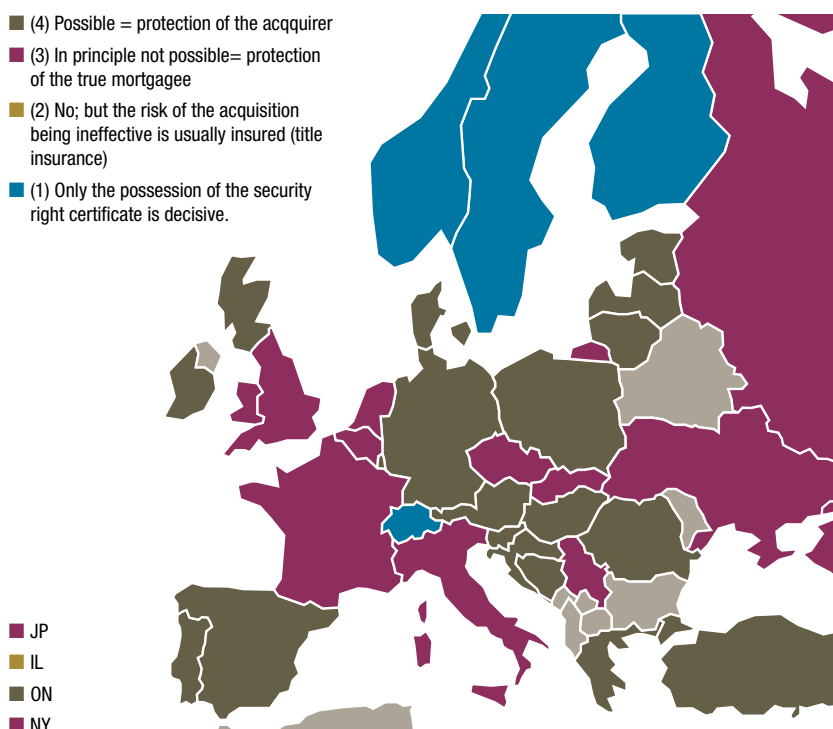 (4) Possible = protection of the acqquirer
(3) In principle not possible= protection
of the true mortgagee
(2) No; but the risk of the acquisition
being ineffective is usually insured (title
insurance)
(1) Only the possession of the security
right certificate is decisive.
JP
IL
ON
NY